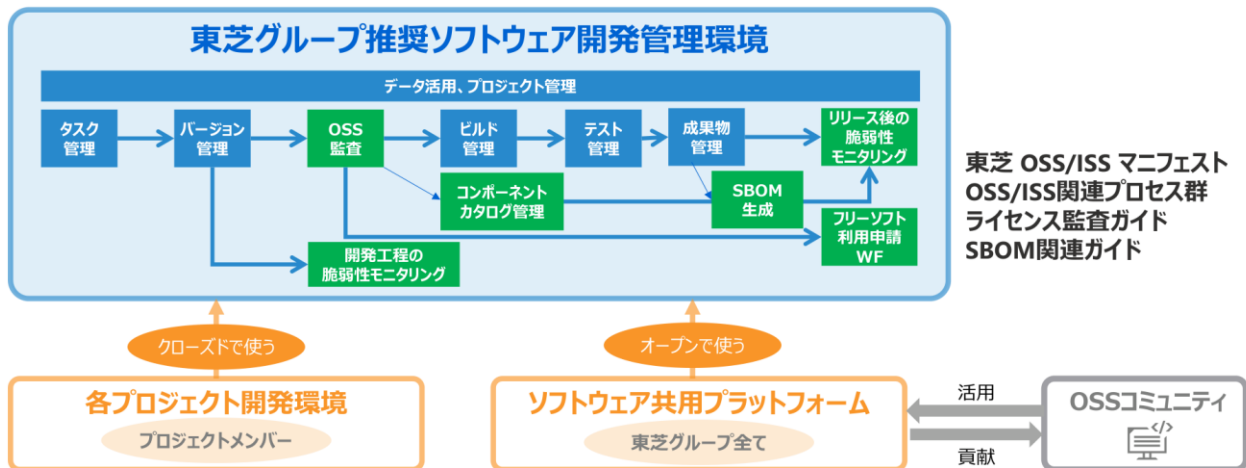 東芝グループ推奨ソフトウェア開発管理環境
データ活用、プロジェクト管理
タスク
管理
バージョン
管理
OSS
監査
ビルド
管理
テスト
管理
成果物
管理
リリース後の
脆弱性
モニタリング
コンポーネント
カタログ管理
SBOM
生成
フリーソフト
利用申請
WF
開発工程の
脆弱性モニタリング
東芝 OSS/ISS マニフェスト
OSS/ISS関連プロセス群
ライセンス監査ガイド
SBOM関連ガイド
クローズドで使う
オープンで使う
各プロジェクト開発環境
プロジェクトメンバー
ソフトウェア共用プラットフォーム
東芝グループ全て
活用
貢献
OSSコミュニティ